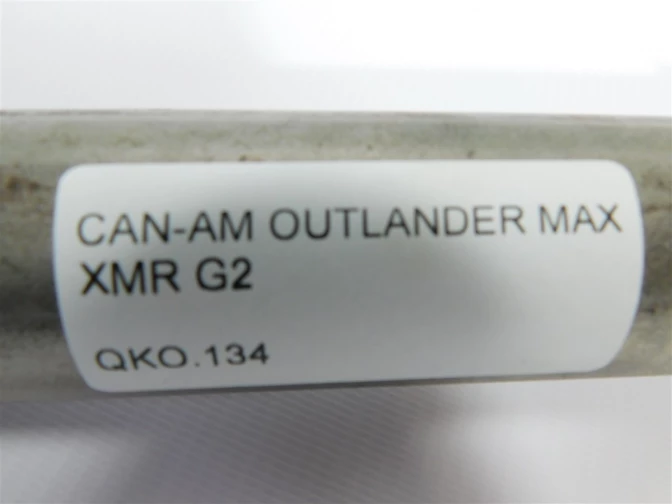 CAN-AM OUTLANDER MAX
XMR G2
QKO.134